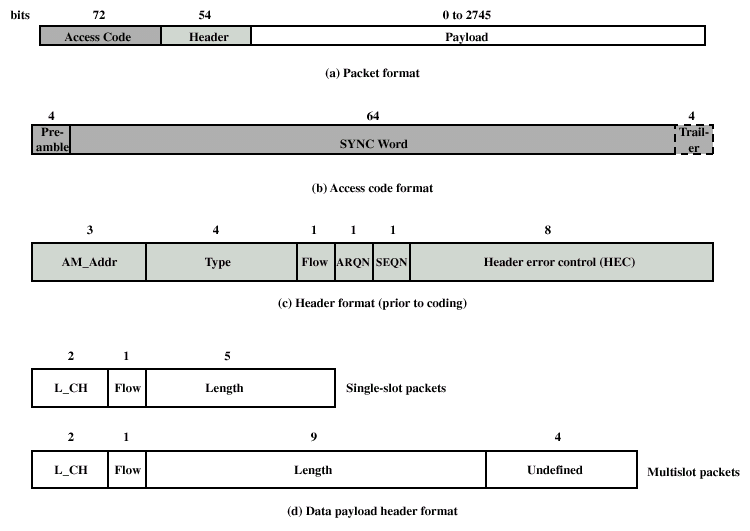 bits 72 54 0 to 2745
Access Code Header Payload
(a) Packet format
4 64 4
Pre-
amble
SYNC Word
Trail-
er
(b) Access code format
3 4 1 1 1 8
AM_Addr Type Flow ARQN SEQN Header error control (HEC)
(c) Header format (prior to coding)
2 1 5
L_CH Flow Length Single-slot packets
2 1 9 4
L_CH Flow Length Undefined Multislot packets
(d) Data payload header format